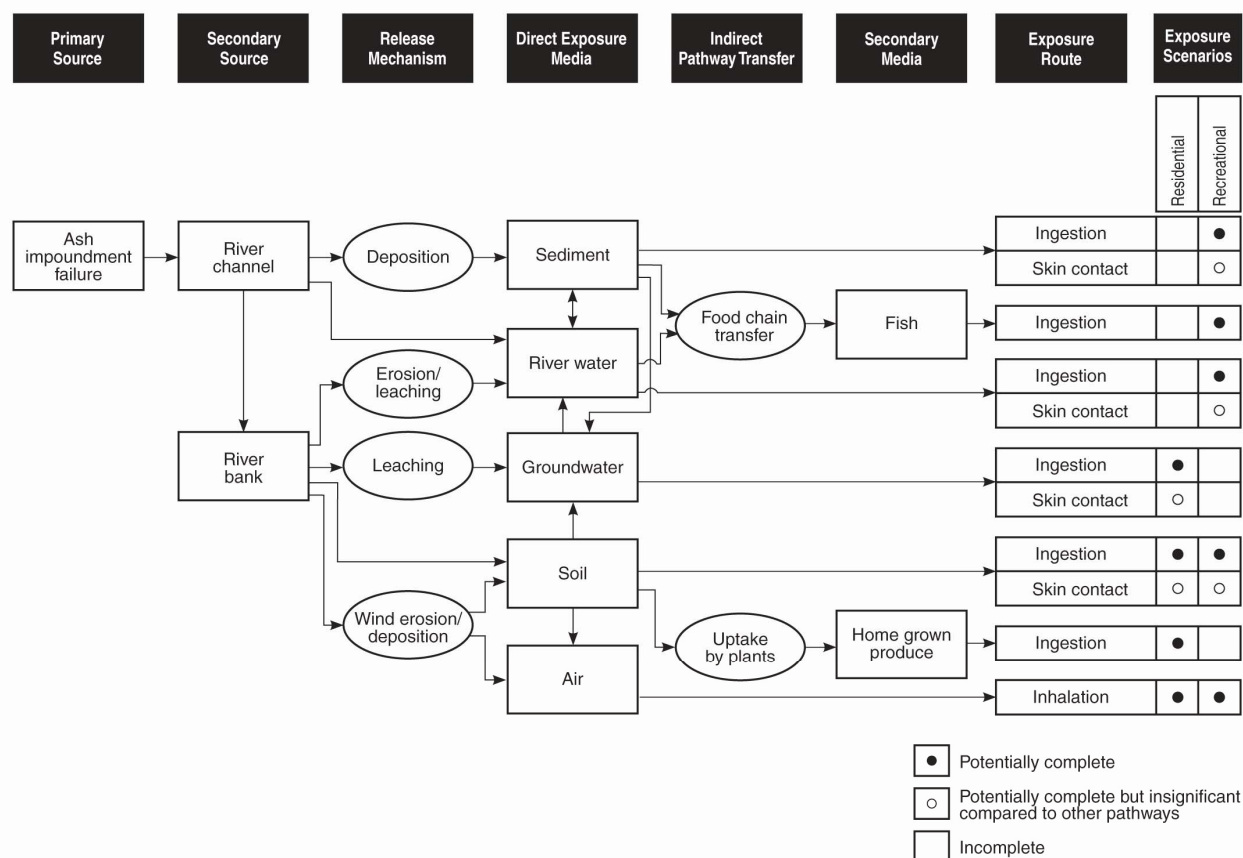 Primary
Source
Secondary
Source
Release
Mechanism
Direct Exposure
Media
Indirect
Pathway Transfer
Secondary
Media
Exposure
Route
Exposure
Scenarios
Residential
Recreational
Ash
impoundment
failure
River
channel
Deposition
Sediment
Ingestion
Skin contact
Food chain
transfer
Fish
Ingestion
River water
Erosion/
leaching
Ingestion
Skin contact
River
bank
Leaching
Groundwater
Ingestion
Skin contact
Soil
Ingestion
Skin contact
Wind erosion/
deposition
Uptake
by plants
Home grown
produce
Ingestion
Air
Inhalation
Potentially complete
Potentially complete but insignificant
compared to other pathways
Incomplete